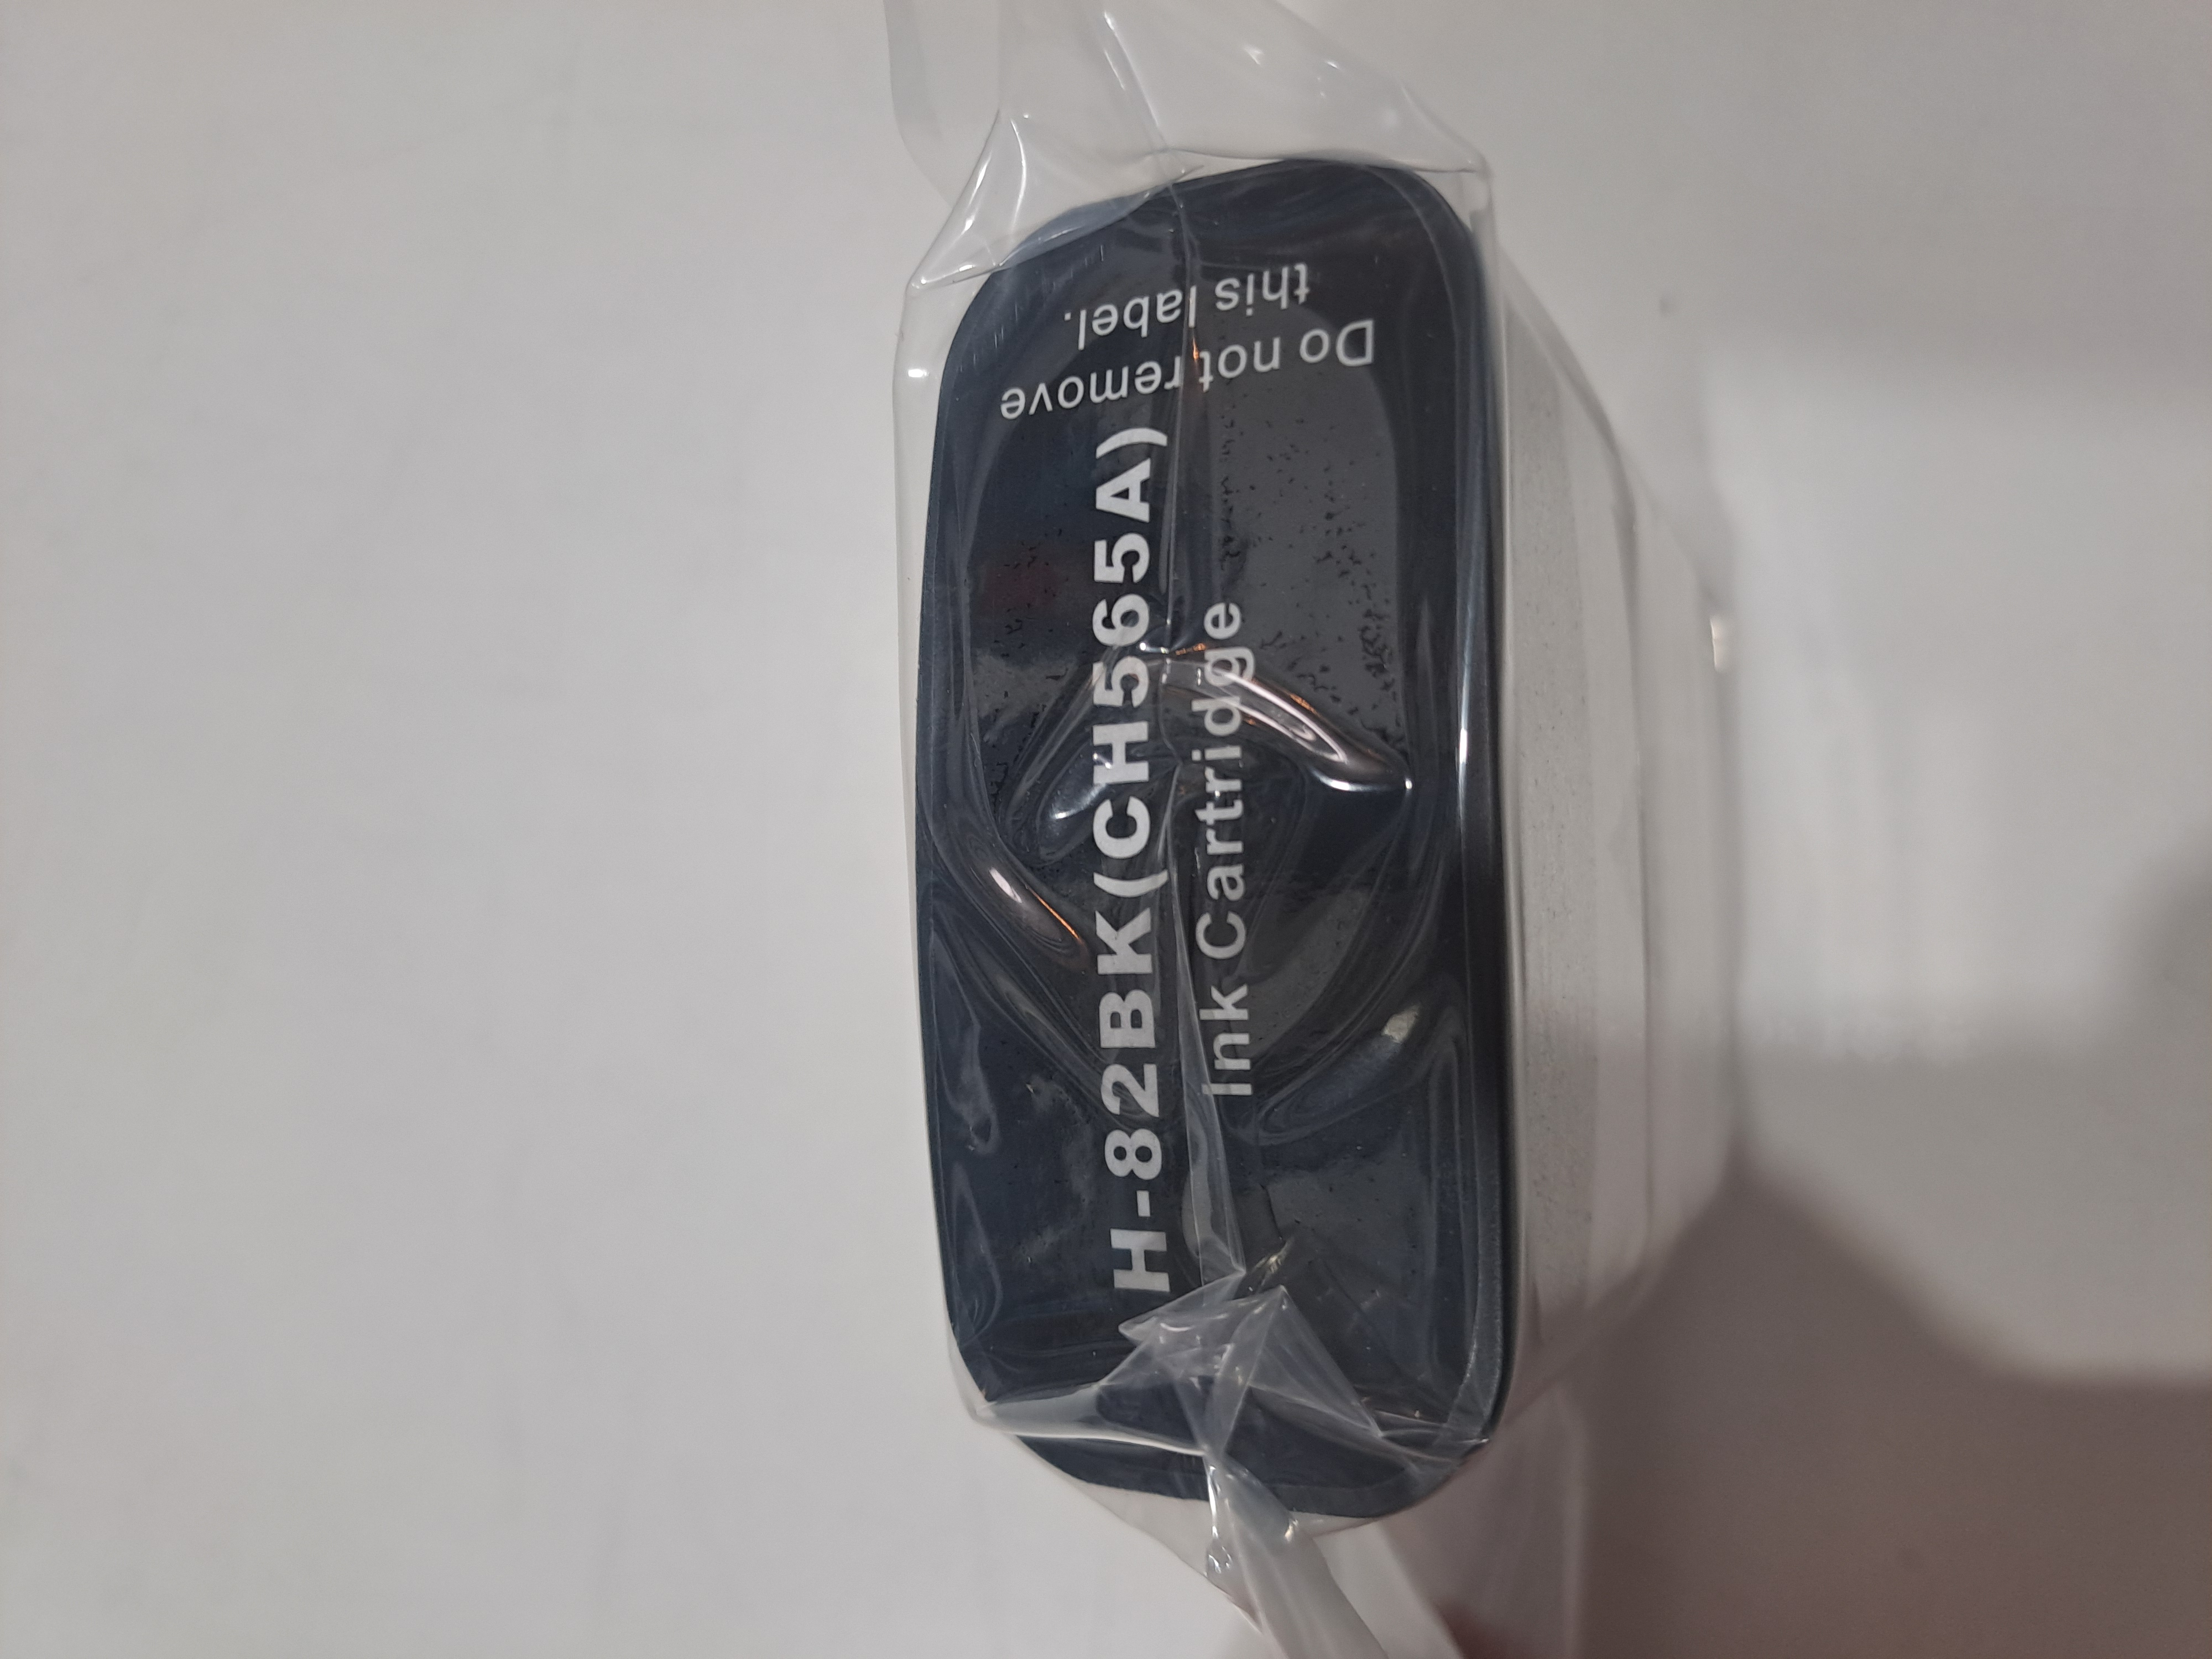 H-82BK(CH565A)
Ink Cartridge
Do not remove
this label.